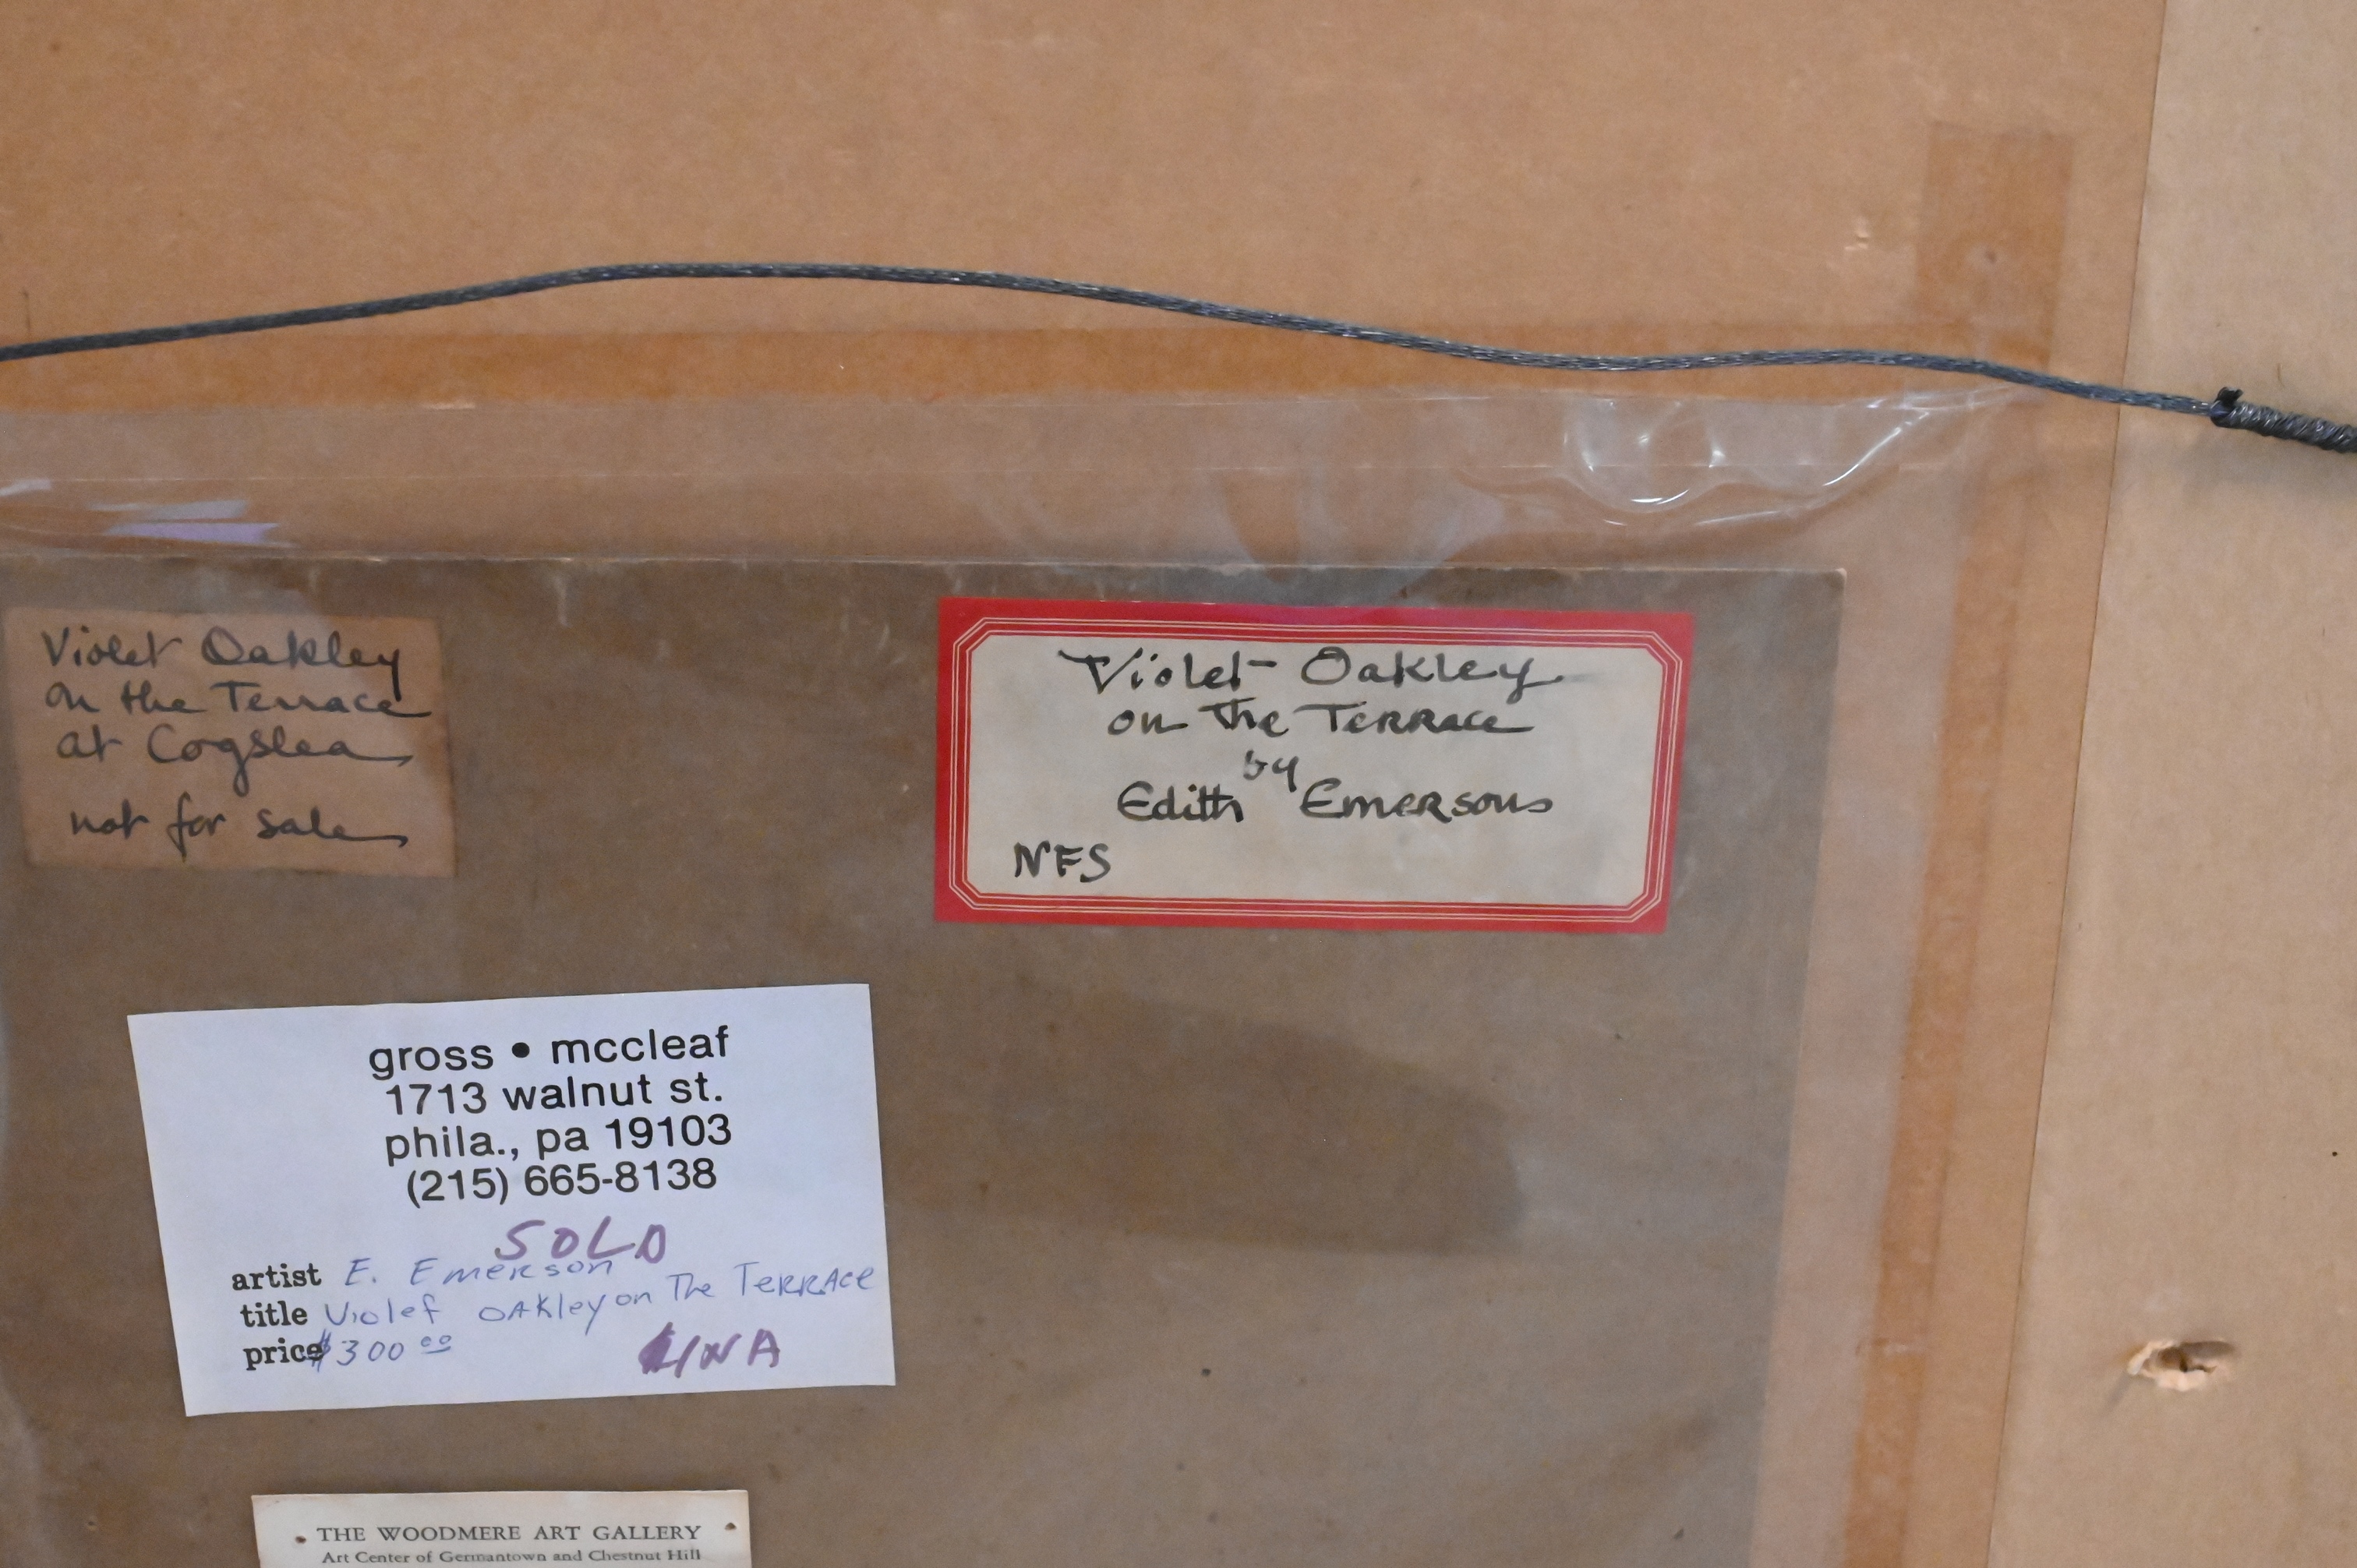 Violet Oakley
on the Terrace
at Cogslea
not for sale
Violet Oakley
on The Terrace
by
Edith Emerson
NFS
gross • mccleaf
1713 walnut st.
phila., pa 19103
(215) 665-8138
SOLD
artist E. Emerson
title Violet OAkley on The TerrAce
price $300 00
THE WOODMERE ART GALLERY
Art Center of Germantown and Chestnut Hill